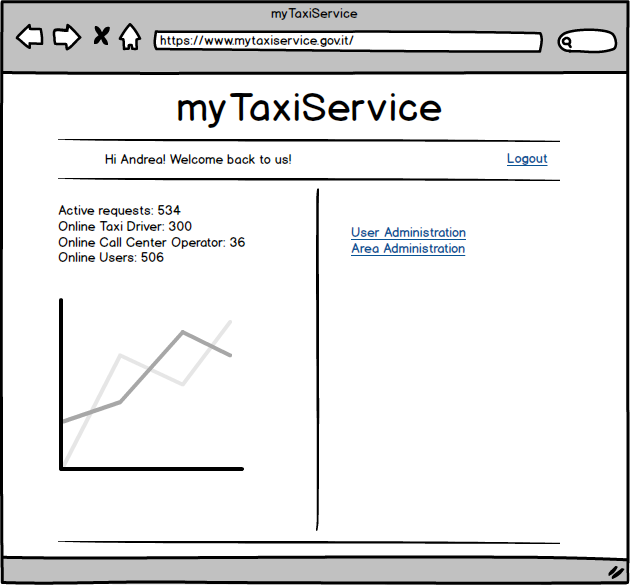 myTaxiService
https://www.mytaxiservice.gov.it/
myTaxiService
Hi Andrea! Welcome back to us!
Logout
Active requests: 534
Online Taxi Driver: 300
Online Call Center Operator: 36
Online Users: 506
User Administration
Area Administration